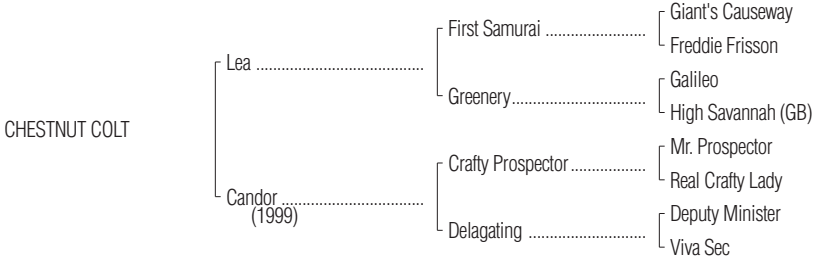 Giant's Causeway
First Samurai ........................
Freddie Frisson
Lea .......................................
Galileo
Greenery................................
High Savannah (GB)
CHESTNUT COLT
Mr. Prospector
Crafty Prospector..................
Real Crafty Lady
Candor ..................................
(1999)
Deputy Minister
Delagating ............................
Viva Sec